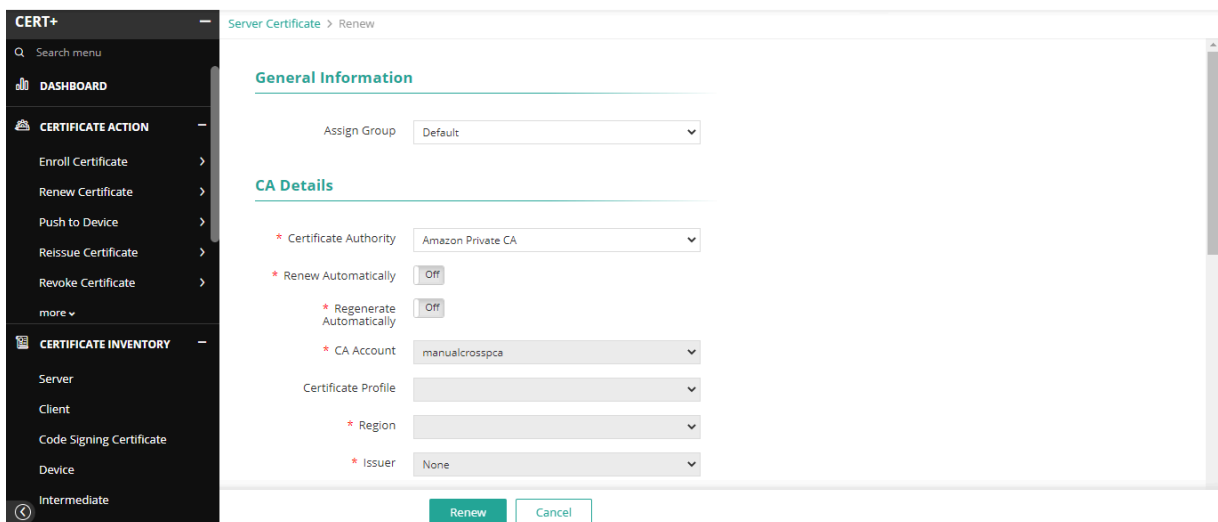 CERT+
Search menu
DASHBOARD
CERTIFICATE ACTION
Enroll Certificate
Renew Certificate
Push to Device
Reissue Certificate
Revoke Certificate
more
CERTIFICATE INVENTORY
Server
Client
Code Signing Certificate
Device
Intermediate
Server Certificate > Renew
General Information
Assign Group Default
CA Details
* Certificate Authority Amazon Private CA
* Renew Automatically Off
* Regenerate Automatically Off
* CA Account manualcrosspca
Certificate Profile
* Region
* Issuer None
Renew Cancel